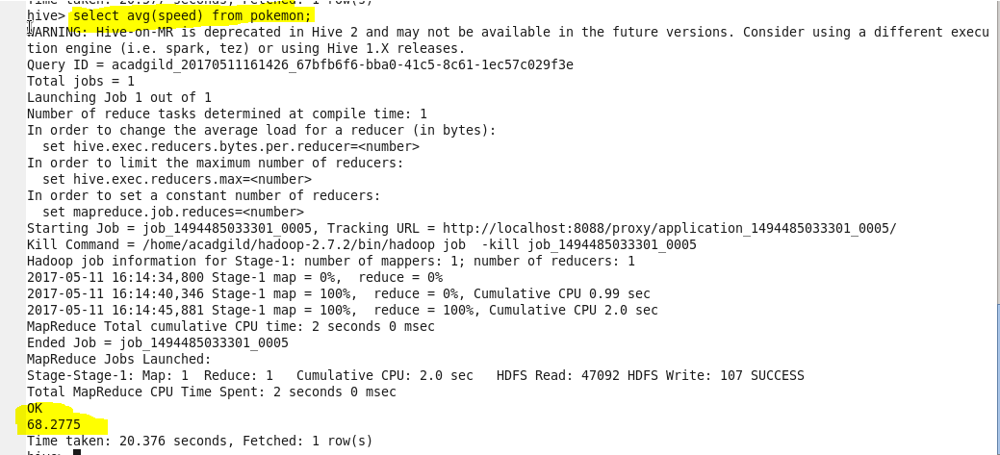 Time taken: 20.377 seconds, Fetched: 1 row(s)
hive> select avg(speed) from pokemon;
WARNING: Hive-on-MR is deprecated in Hive 2 and may not be available in the future versions. Consider using a different execu
tion engine (i.e. spark, tez) or using Hive 1.X releases.
Query ID = acadgild_20170511161426_67bfb6f6-bba0-41c5-8c61-1ec57c029f3e
Total jobs = 1
Launching Job 1 out of 1
Number of reduce tasks determined at compile time: 1
In order to change the average load for a reducer (in bytes):
  set hive.exec.reducers.bytes.per.reducer=<number>
In order to limit the maximum number of reducers:
  set hive.exec.reducers.max=<number>
In order to set a constant number of reducers:
  set mapreduce.job.reduces=<number>
Starting Job = job_1494485033301_0005, Tracking URL = http://localhost:8088/proxy/application_1494485033301_0005/
Kill Command = /home/acadgild/hadoop-2.7.2/bin/hadoop job  -kill job_1494485033301_0005
Hadoop job information for Stage-1: number of mappers: 1; number of reducers: 1
2017-05-11 16:14:34,800 Stage-1 map = 0%,  reduce = 0%
2017-05-11 16:14:40,346 Stage-1 map = 100%,  reduce = 0%, Cumulative CPU 0.99 sec
2017-05-11 16:14:45,881 Stage-1 map = 100%,  reduce = 100%, Cumulative CPU 2.0 sec
MapReduce Total cumulative CPU time: 2 seconds 0 msec
Ended Job = job_1494485033301_0005
MapReduce Jobs Launched:
Stage-Stage-1: Map: 1  Reduce: 1   Cumulative CPU: 2.0 sec   HDFS Read: 47092 HDFS Write: 107 SUCCESS
Total MapReduce CPU Time Spent: 2 seconds 0 msec
OK
68.2775
Time taken: 20.376 seconds, Fetched: 1 row(s)
hive>